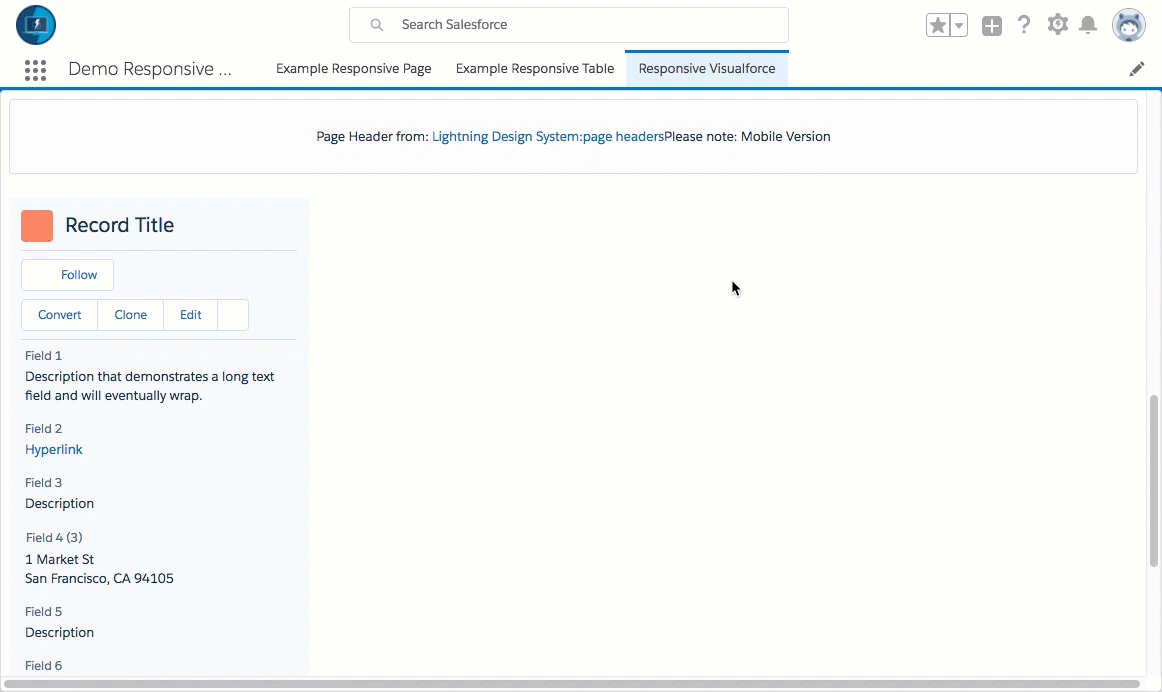 Search Salesforce
Demo Responsive ...
Example Responsive Page
Example Responsive Table
Responsive Visualforce
Page Header from: Lightning Design System:page headersPlease note: Mobile Version
Record Title
Follow
Convert
Clone
Edit
Field 1
Description that demonstrates a long text
field and will eventually wrap.
Field 2
Hyperlink
Field 3
Description
Field 4 (3)
1 Market St
San Francisco, CA 94105
Field 5
Description
Field 6